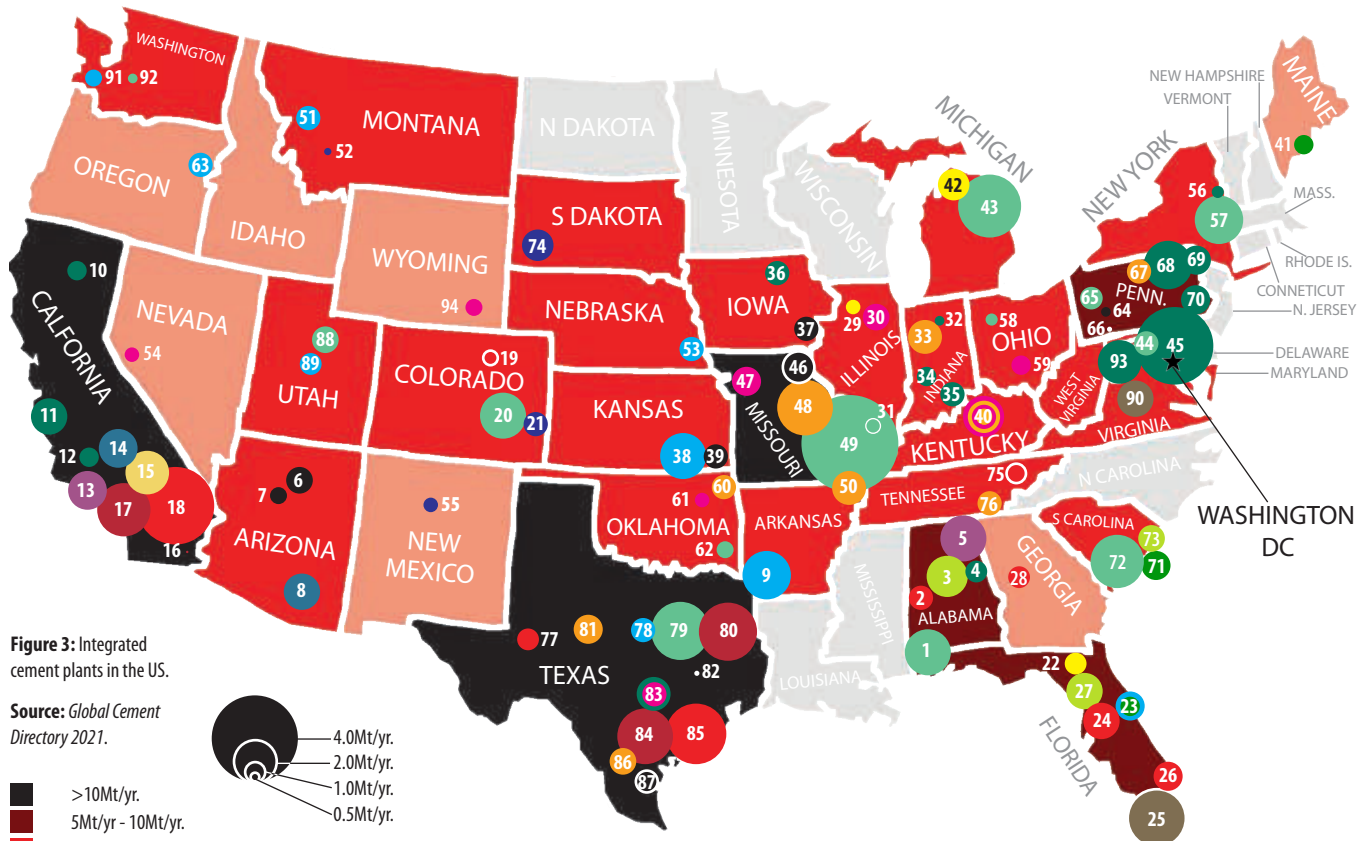 WASHINGTON
91
92
OREGON
63
IDAHO
51
MONTANA
52
N DAKOTA
MINNESOTA
WISCONSIN
MICHIGAN
42
43
NEW HAMPSHIRE
VERMONT
MAINE
41
NEW YORK
56
57
MASS.
RHODE IS.
CONNETICUT
N. JERSEY
DELAWARE
MARYLAND
S DAKOTA
74
WYOMING
94
10
CALFORNIA
11
12
13
14
15
16
17
18
NEVADA
54
88
89
UTAH
19
COLORADO
20
21
NEBRASKA
53
36
IOWA
37
29
30
ILLINOIS
31
32
33
34
35
INDIANA
58
OHIO
59
65
64
66
67
68
69
70
PENN.
44
45
93
WEST
VIRGINIA
90
VIRGINIA
KANSAS
38
39
46
47
48
49
MISSOURI
50
40
KENTUCKY
75
TENNESSEE
76
N CAROLINA
WASHINGTON
DC
6
7
ARIZONA
8
55
NEW
MEXICO
60
61
OKLAHOMA
62
ARKANSAS
9
MISSISSIPPI
LOUISIANA
5
3
4
2
ALABAMA
1
28
GEORGIA
S CAROLINA
72
73
71
77
81
78
79
80
TEXAS
82
83
84
85
86
87
22
27
23
24
26
25
FLORIDA
Figure 3: Integrated
cement plants in the US.
Source: Global Cement
Directory 2021.
4.0Mt/yr.
2.0Mt/yr.
1.0Mt/yr.
0.5Mt/yr.
>10Mt/yr.
5Mt/yr - 10Mt/yr.